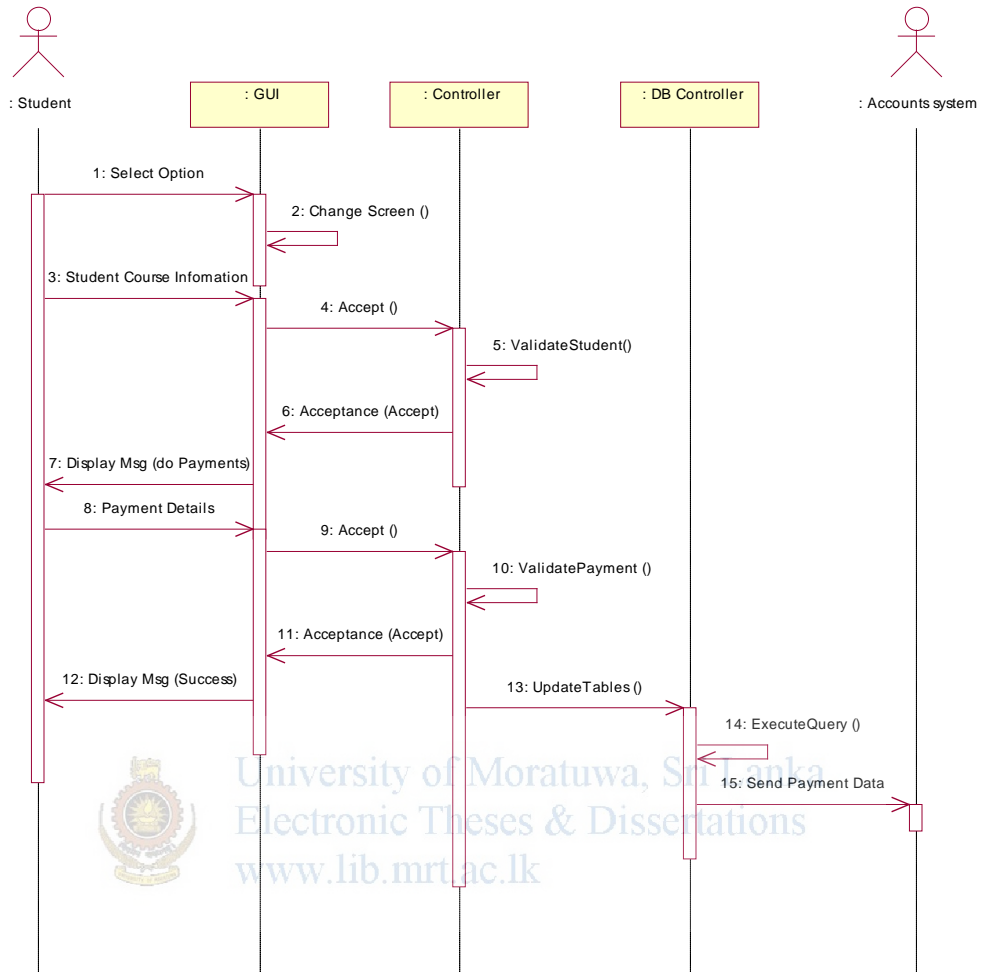 : Student
: GUI
: Controller
: DB Controller
: Accounts system
1: Select Option
2: Change Screen ()
3: Student Course Infomation
4: Accept ()
5: ValidateStudent()
6: Acceptance (Accept)
7: Display Msg (do Payments)
8: Payment Details
9: Accept ()
10: ValidatePayment ()
11: Acceptance (Accept)
12: Display Msg (Success)
13: UpdateTables ()
14: ExecuteQuery ()
University of Moratuwa, Sri Lanka
15: Send Payment Data
Electronic Theses & Dissertations
www.lib.mrt.ac.lk